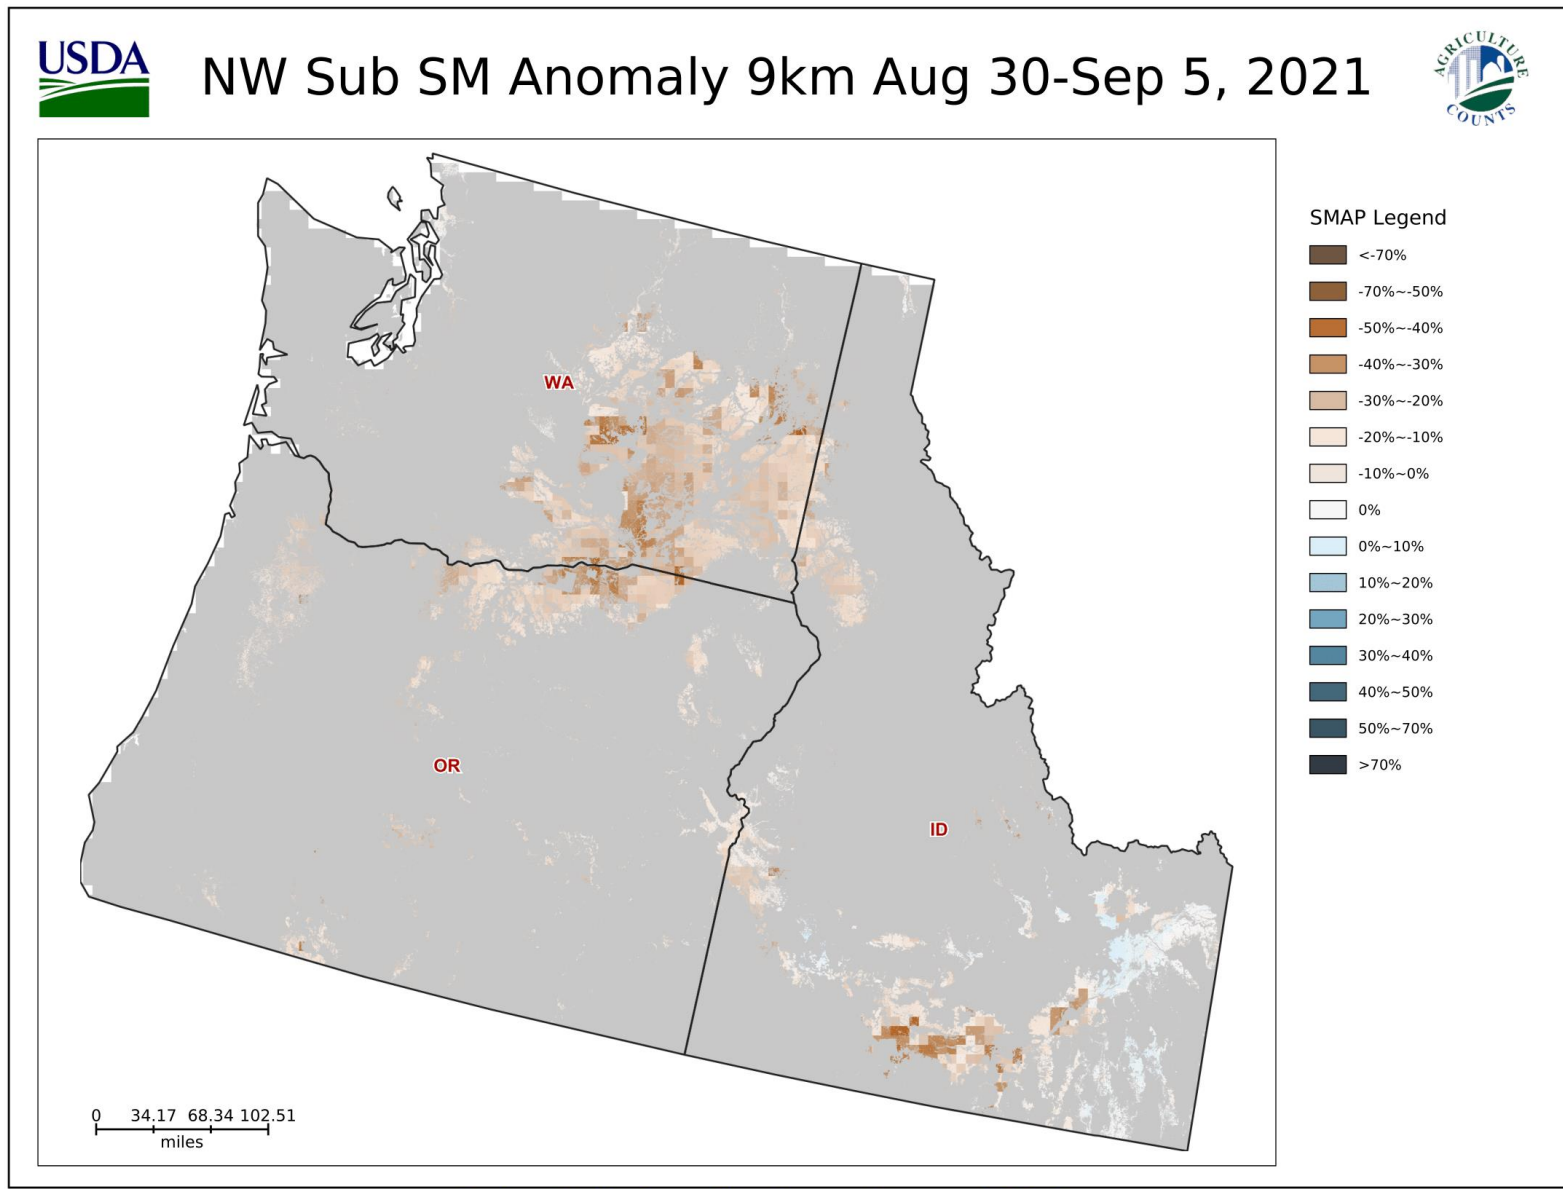 USDA
NW Sub SM Anomaly 9km Aug 30-Sep 5, 2021
AGRICULTURE
COUNTS
SMAP Legend
<-70%
-70%~-50%
-50%~-40%
-40%~-30%
-30%~-20%
-20%~-10%
-10%~0%
0%
0%~10%
10%~20%
20%~30%
30%~40%
40%~50%
50%~70%
>70%
WA
OR
ID
0 34.17 68.34 102.51
miles